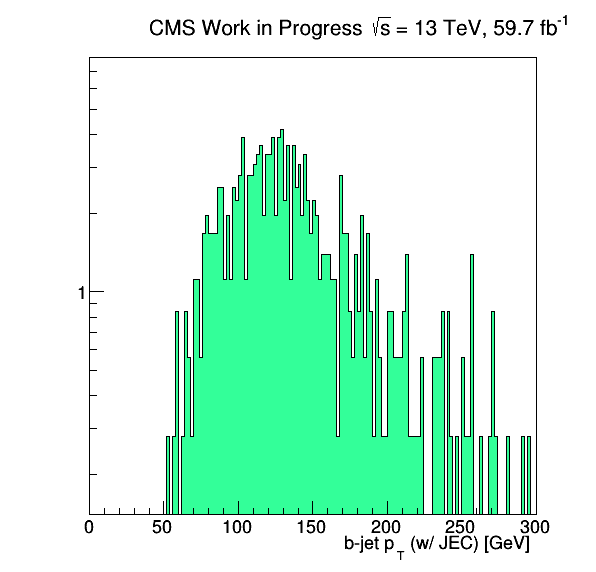 CMS Work in Progress √s = 13 TeV, 59.7 fb⁻¹
1
0 50 100 150 200 250 300
b-jet p_T (w/ JEC) [GeV]